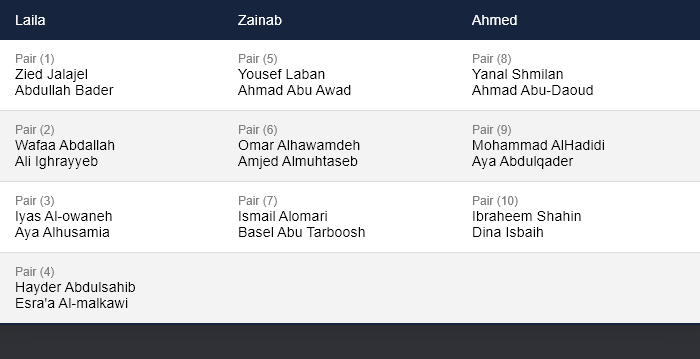 Laila Zainab Ahmed
Pair (1) Pair (5) Pair (8)
Zied Jalajel Yousef Laban Yanal Shmilan
Abdullah Bader Ahmad Abu Awad Ahmad Abu-Daoud
Pair (2) Pair (6) Pair (9)
Wafaa Abdallah Omar Alhawamdeh Mohammad AlHadidi
Ali Ighrayyeb Amjed Almuhtaseb Aya Abdulqader
Pair (3) Pair (7) Pair (10)
Iyas Al-owaneh Ismail Alomari Ibraheem Shahin
Aya Alhusamia Basel Abu Tarboosh Dina Isbaih
Pair (4)
Hayder Abdulsahib
Esra'a Al-malkawi